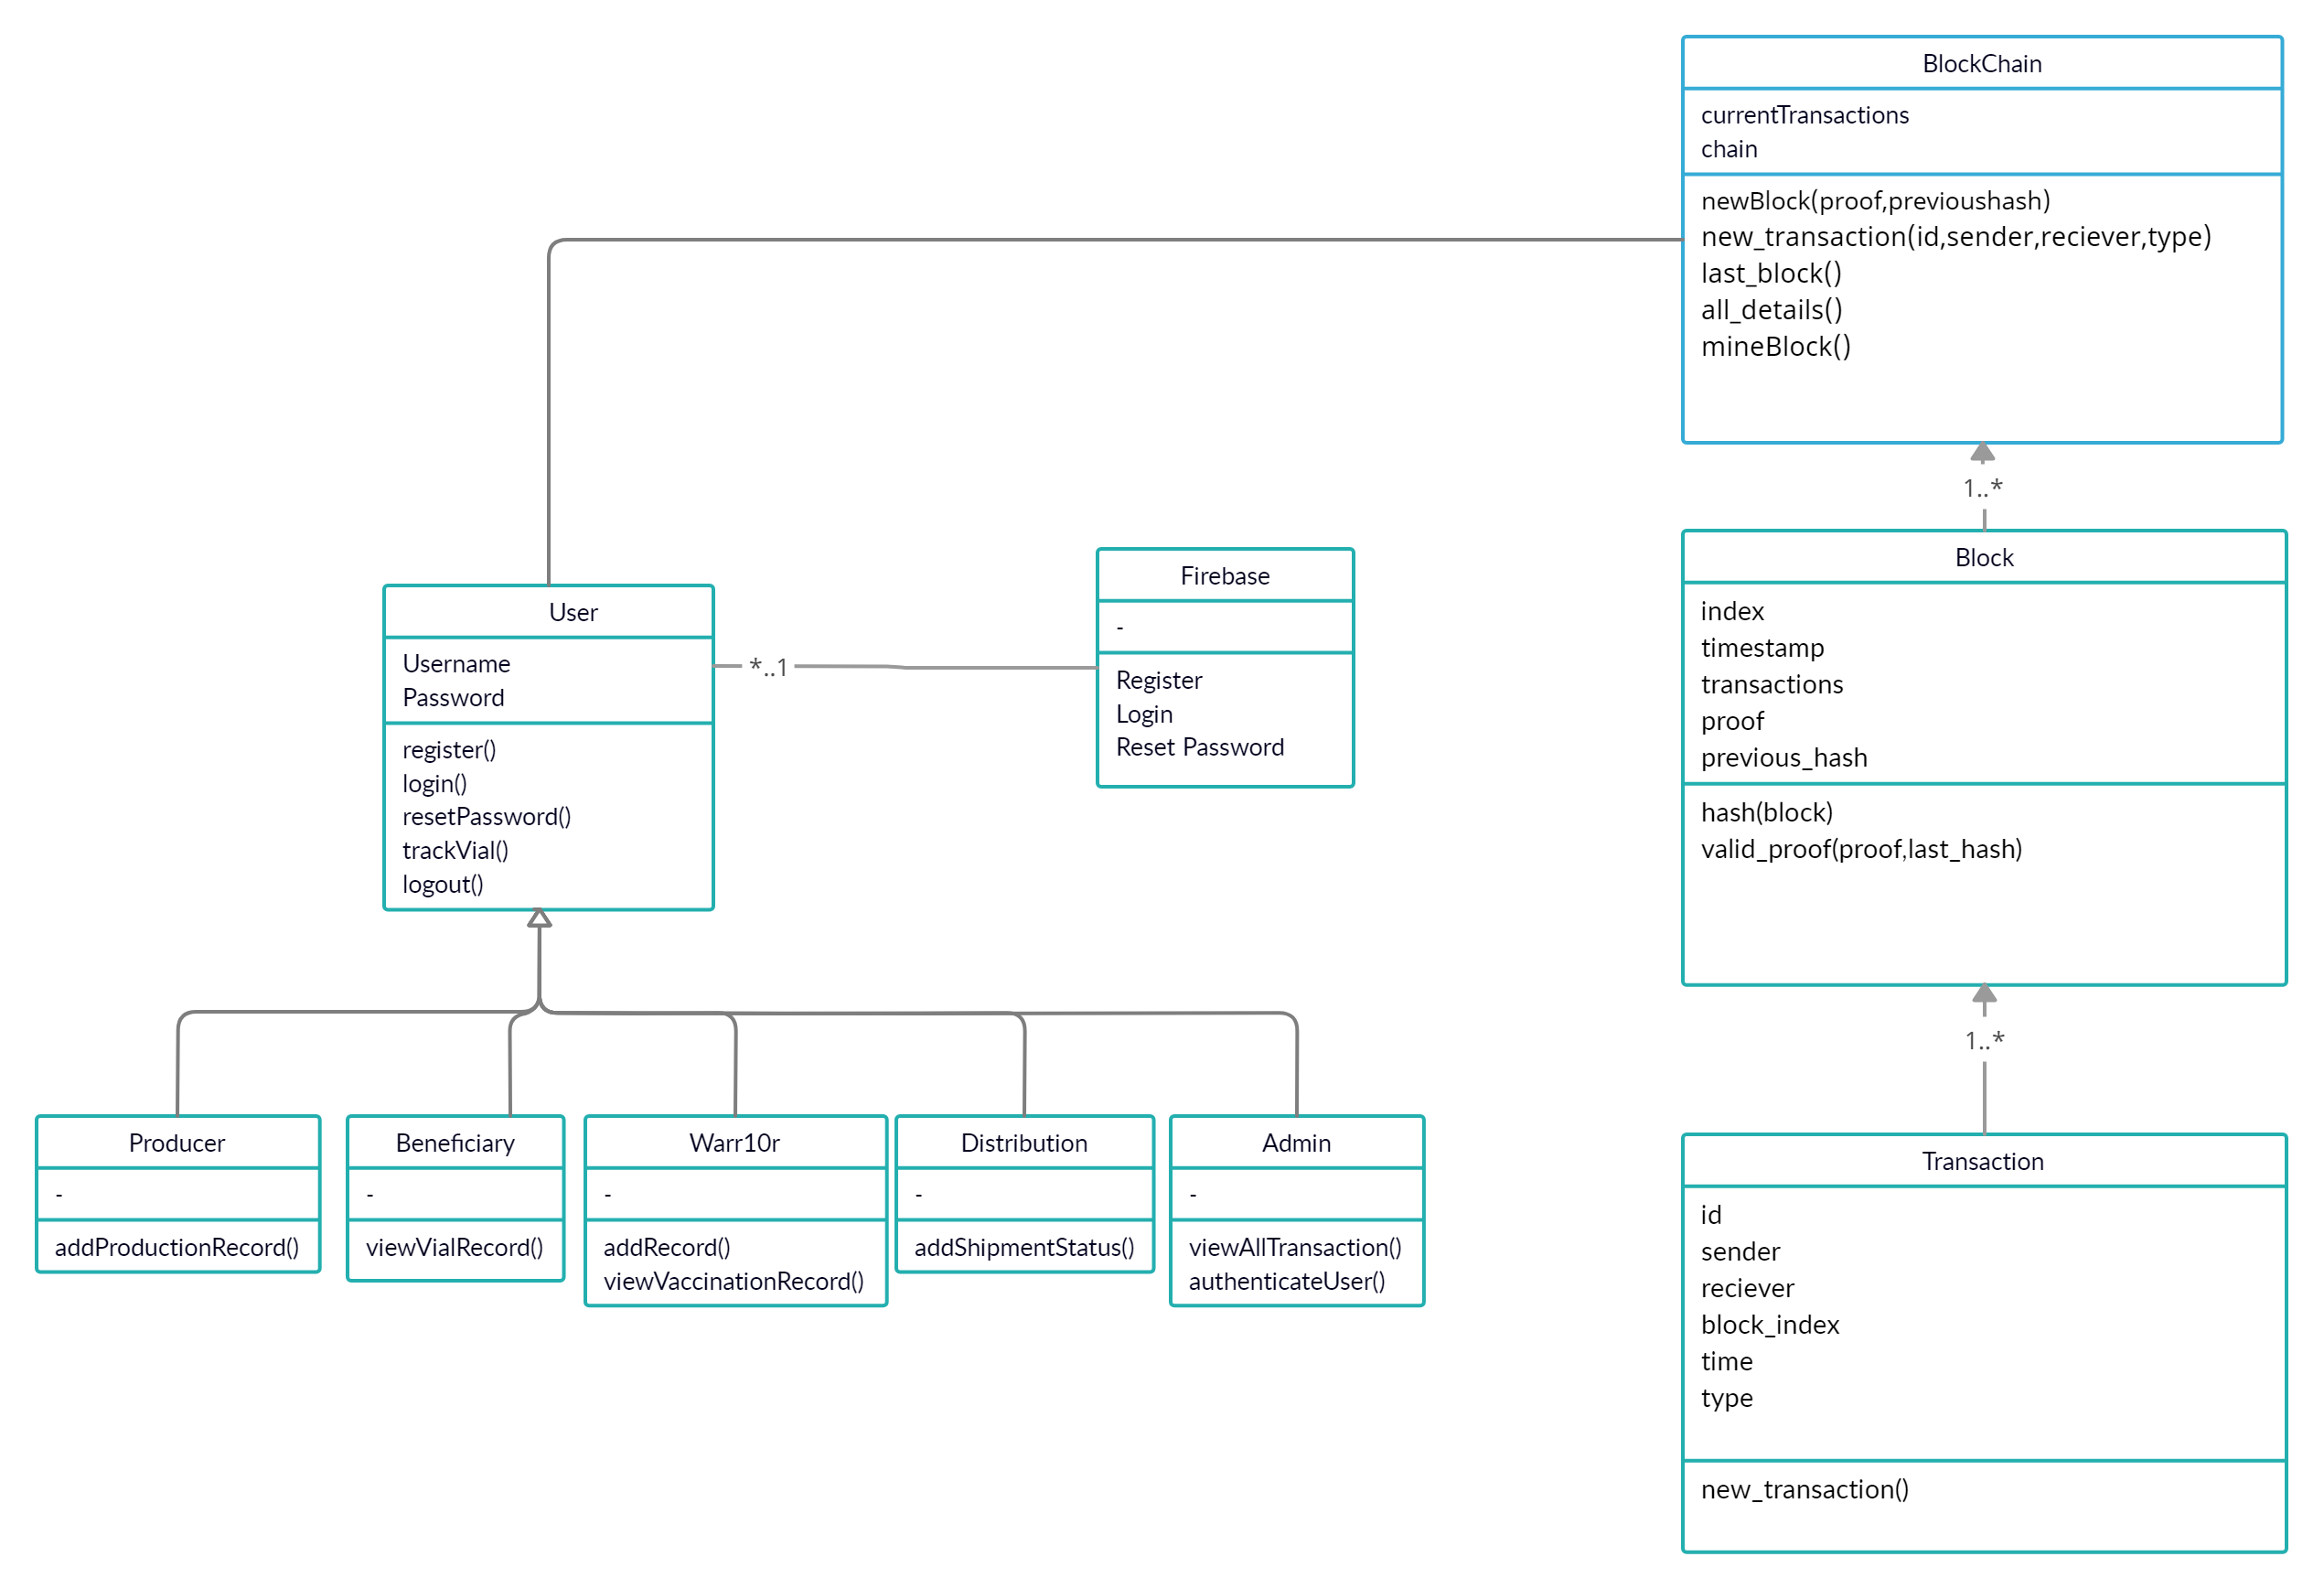 BlockChain
currentTransactions
chain
newBlock(proof,previoushash)
new_transaction(id,sender,reciever,type)
last_block()
all_details()
mineBlock()
1..*
Block
index
timestamp
transactions
proof
previous_hash
hash(block)
valid_proof(proof,last_hash)
1..*
Transaction
id
sender
reciever
block_index
time
type
new_transaction()
User
Username
Password
register()
login()
resetPassword()
trackVial()
logout()
*..1
Firebase
-
Register
Login
Reset Password
Producer
-
addProductionRecord()
Beneficiary
-
viewVialRecord()
Warr10r
-
addRecord()
viewVaccinationRecord()
Distribution
-
addShipmentStatus()
Admin
-
viewAllTransaction()
authenticateUser()